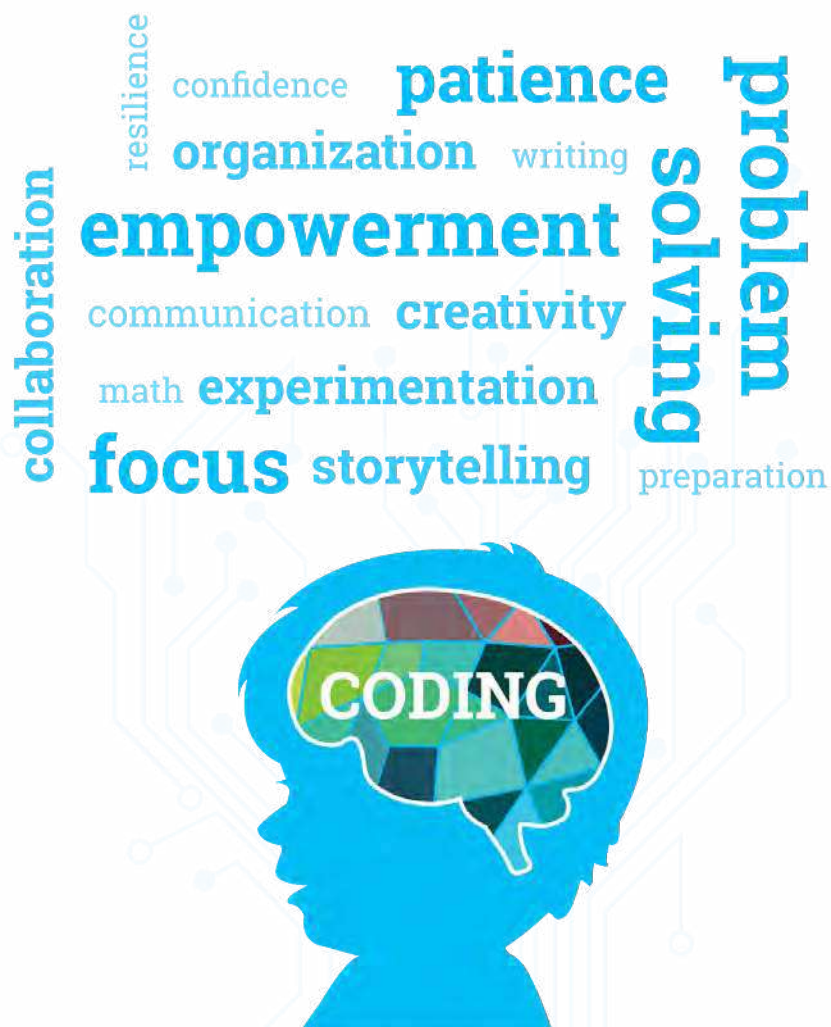 resilience
confidence
patience
problem
solving
organization
writing
collaboration
empowerment
communication
creativity
math
experimentation
focus
storytelling
preparation
CODING